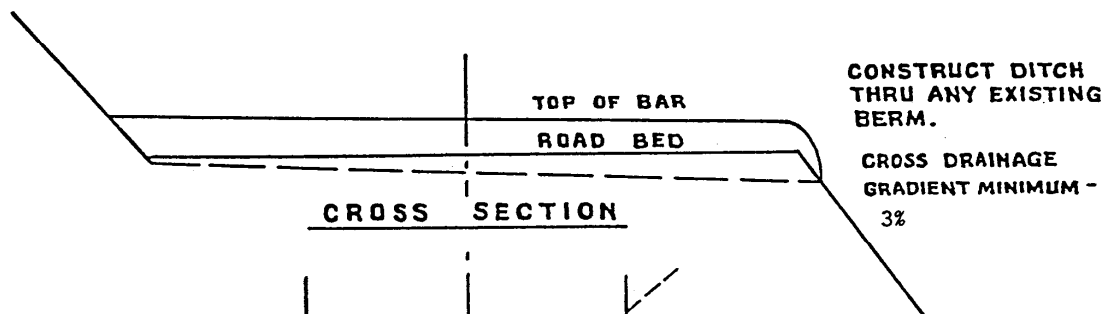 TOP OF BAR
ROAD BED
CROSS SECTION
CONSTRUCT DITCH
THRU ANY EXISTING
BERM.
CROSS DRAINAGE
GRADIENT MINIMUM -
3%